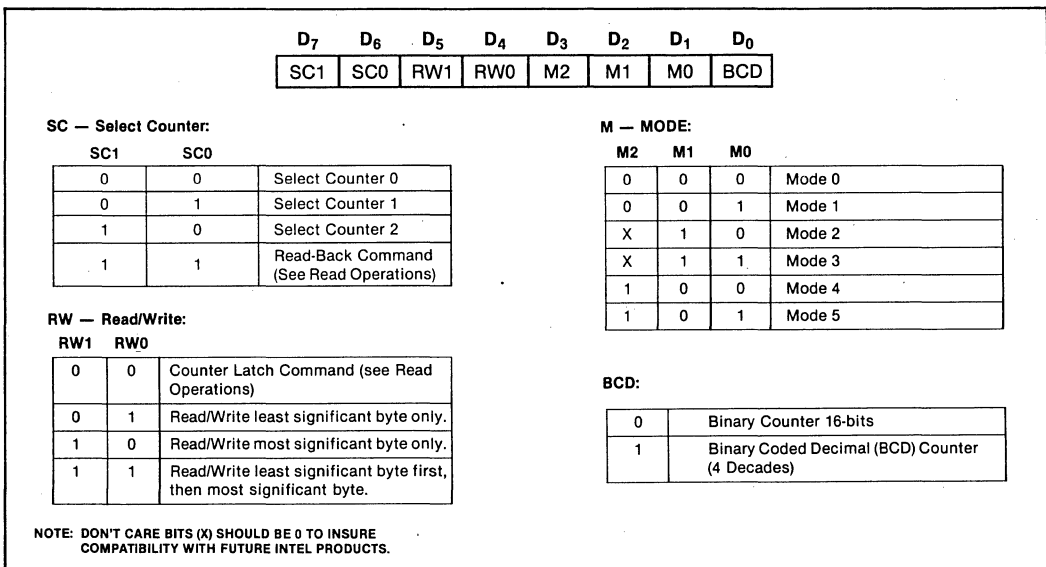 D7 D6 D5 D4 D3 D2 D1 D0
SC1 SC0 RW1 RW0 M2 M1 M0 BCD
SC — Select Counter:
SC1 SC0
0 0 Select Counter 0
0 1 Select Counter 1
1 0 Select Counter 2
1 1 Read-Back Command
(See Read Operations)
RW — Read/Write:
RW1 RW0
0 0 Counter Latch Command (see Read
Operations)
0 1 Read/Write least significant byte only.
1 0 Read/Write most significant byte only.
1 1 Read/Write least significant byte first,
then most significant byte.
M — MODE:
M2 M1 M0
0 0 0 Mode 0
0 0 1 Mode 1
X 1 0 Mode 2
X 1 1 Mode 3
1 0 0 Mode 4
1 0 1 Mode 5
BCD:
0 Binary Counter 16-bits
1 Binary Coded Decimal (BCD) Counter
(4 Decades)
NOTE: DON'T CARE BITS (X) SHOULD BE 0 TO INSURE
COMPATIBILITY WITH FUTURE INTEL PRODUCTS.